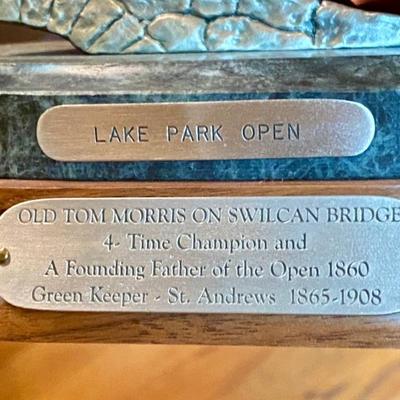 LAKE PARK OPEN
OLD TOM MORRIS ON SWILCAN BRIDGE
4- Time Champion and
A Founding Father of the Open 1860
Green Keeper - St. Andrews 1865-1908